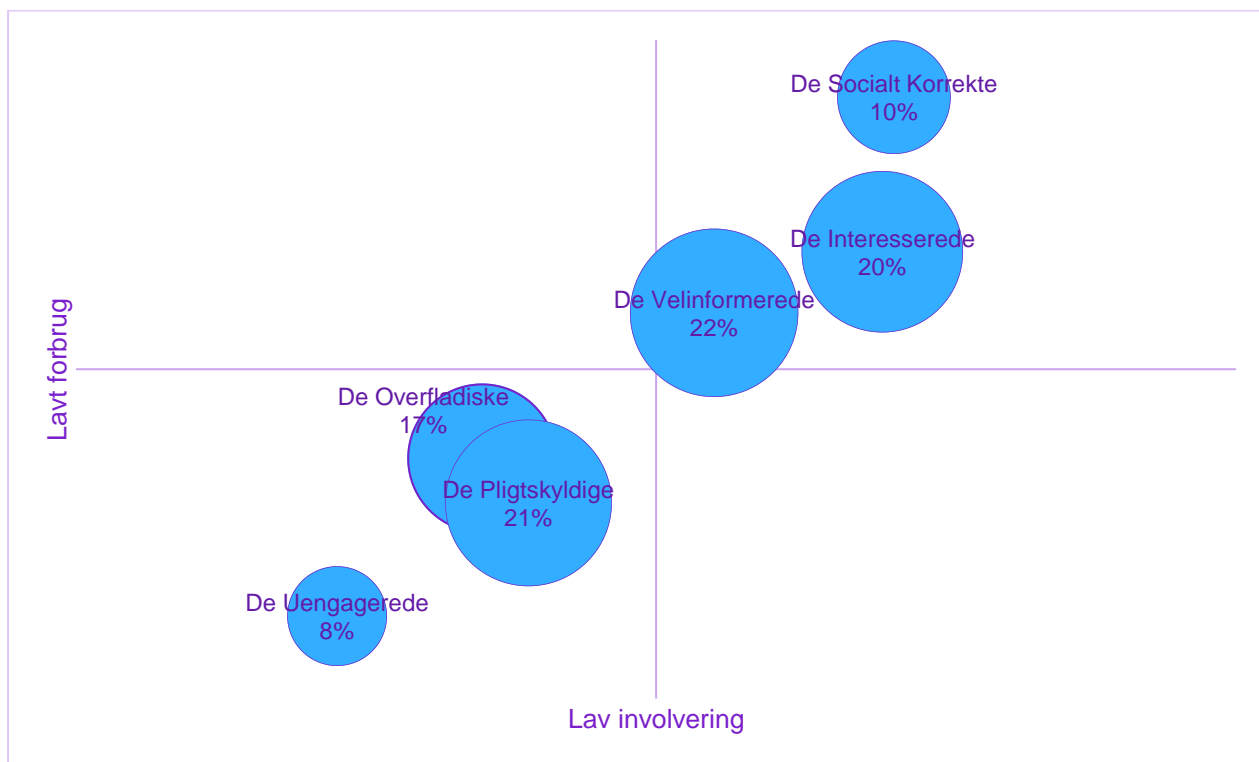 De Socialt Korrekte
10%
De Interesserede
20%
De Velinformerede
22%
Lavt forbrug
De Overfladiske
17%
De Pligtskyldige
21%
De Uengagerede
8%
Lav involvering